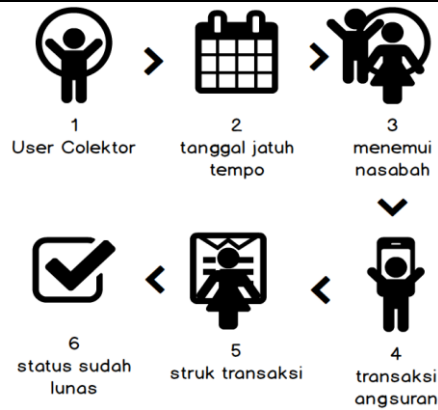 1
User Colektor
2
tanggal jatuh
tempo
3
menemui
nasabah
4
transaksi
angsuran
5
struk transaksi
6
status sudah
lunas